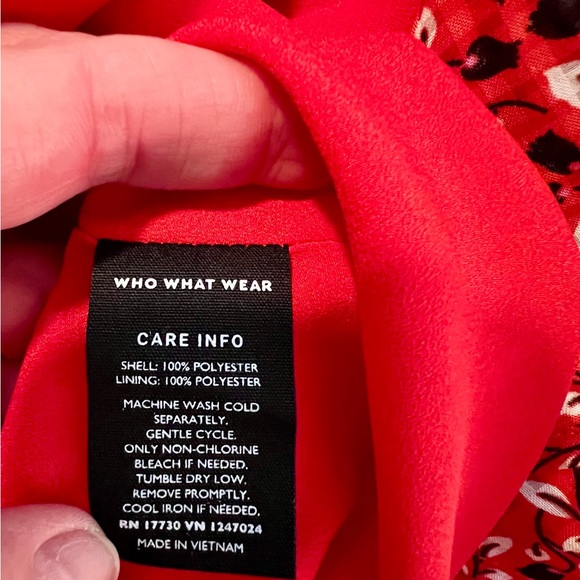 WHO WHAT WEAR
CARE INFO
SHELL: 100% POLYESTER
LINING: 100% POLYESTER
MACHINE WASH COLD
SEPARATELY,
GENTLE CYCLE.
ONLY NON-CHLORINE
BLEACH IF NEEDED.
TUMBLE DRY LOW.
REMOVE PROMPTLY.
COOL IRON IF NEEDED.
RN 17730 VN 1247024
MADE IN VIETNAM